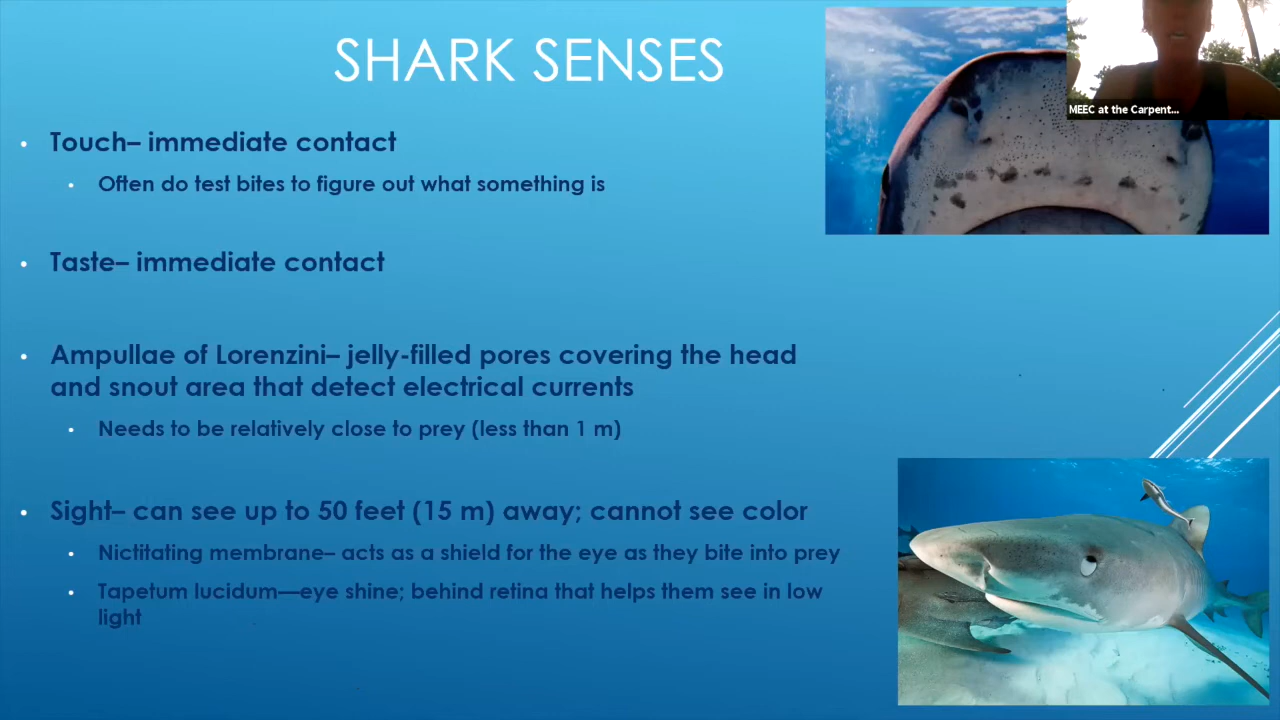 SHARK SENSES
MEEC at the Carpent...
• Touch– immediate contact
• Often do test bites to figure out what something is
• Taste– immediate contact
• Ampullae of Lorenzini– jelly-filled pores covering the head
and snout area that detect electrical currents
• Needs to be relatively close to prey (less than 1 m)
• Sight– can see up to 50 feet (15 m) away; cannot see color
• Nictitating membrane– acts as a shield for the eye as they bite into prey
• Tapetum lucidum—eye shine; behind retina that helps them see in low
light